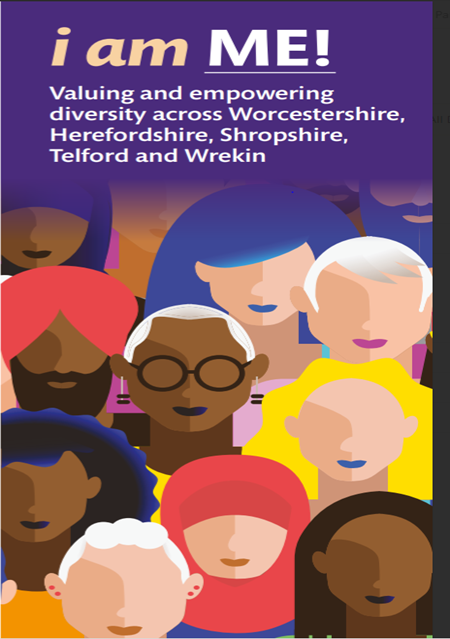 i am ME!
Valuing and empowering
diversity across Worcestershire,
Herefordshire, Shropshire,
Telford and Wrekin